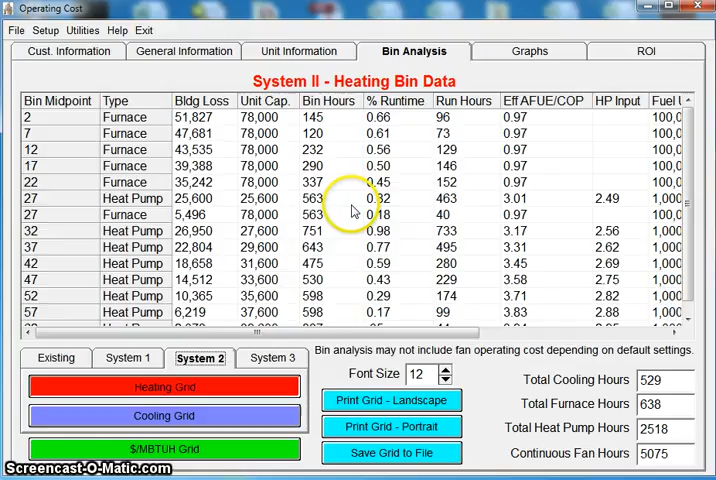 Operating Cost
File Setup Utilities Help Exit
Cust. Information General Information Unit Information Bin Analysis Graphs ROI
System II - Heating Bin Data
Bin Midpoint Type Bldg Loss Unit Cap. Bin Hours % Runtime Run Hours Eff AFUE/COP HP Input Fuel U
2 Furnace 51,827 78,000 145 0.66 96 0.97 100,0
7 Furnace 47,681 78,000 120 0.61 73 0.97 100,0
12 Furnace 43,535 78,000 232 0.56 129 0.97 100,0
17 Furnace 39,388 78,000 290 0.50 146 0.97 100,0
22 Furnace 35,242 78,000 337 0.45 152 0.97 100,0
27 Heat Pump 25,600 25,600 563 0.82 463 3.01 2.49 1,000
27 Furnace 5,496 78,000 563 0.18 40 0.97 100,0
32 Heat Pump 26,950 27,600 751 0.98 733 3.17 2.56 1,000
37 Heat Pump 22,804 29,600 643 0.77 495 3.31 2.62 1,000
42 Heat Pump 18,658 31,600 475 0.59 280 3.45 2.69 1,000
47 Heat Pump 14,512 33,600 530 0.43 229 3.58 2.75 1,000
52 Heat Pump 10,365 35,600 598 0.29 174 3.71 2.82 1,000
57 Heat Pump 6,219 37,600 598 0.17 99 3.83 2.88 1,000
Existing System 1 System 2 System 3
Bin analysis may not include fan operating cost depending on default settings.
Heating Grid
Cooling Grid
$/MBTUH Grid
Font Size 12
Print Grid - Landscape
Print Grid - Portrait
Save Grid to File
Total Cooling Hours 529
Total Furnace Hours 638
Total Heat Pump Hours 2518
Continuous Fan Hours 5075
Screencast-O-Matic.com